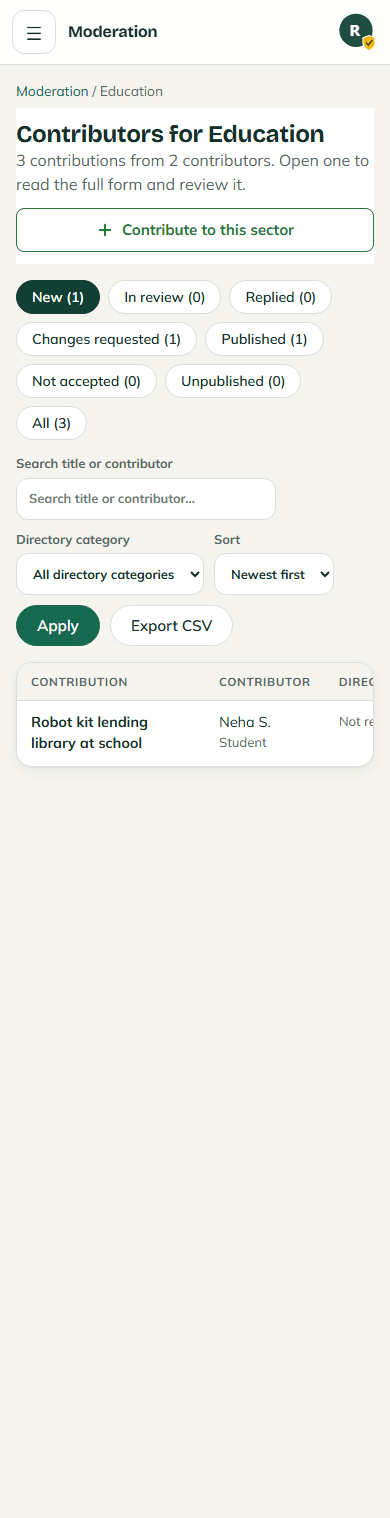 ☰ Moderation R
Moderation / Education
Contributors for Education
3 contributions from 2 contributors. Open one to
read the full form and review it.
+ Contribute to this sector
New (1) In review (0) Replied (0)
Changes requested (1) Published (1)
Not accepted (0) Unpublished (0)
All (3)
Search title or contributor
Search title or contributor...
Directory category Sort
All directory categories Newest first
Apply Export CSV
CONTRIBUTION CONTRIBUTOR
Robot kit lending Neha S. Not
library at school Student